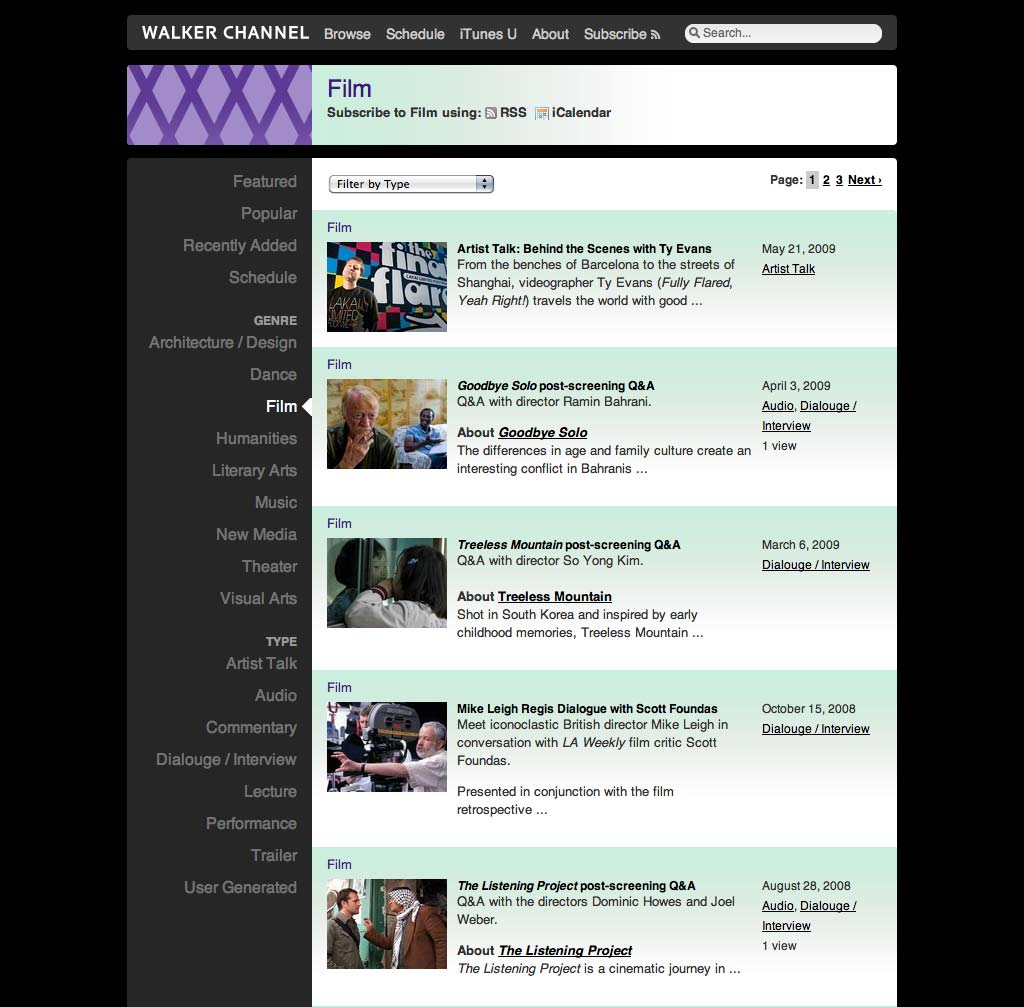 WALKER CHANNEL Browse Schedule iTunes U About Subscribe Search...
Film
Subscribe to Film using: RSS iCalendar
Featured
Popular
Recently Added
Schedule
GENRE
Architecture / Design
Dance
Film
Humanities
Literary Arts
Music
New Media
Theater
Visual Arts
TYPE
Artist Talk
Audio
Commentary
Dialouge / Interview
Lecture
Performance
Trailer
User Generated
Filter by Type
Page: 1 2 3 Next ›
Film
the
final
flare
LAKAI
LIMITED
Artist Talk: Behind the Scenes with Ty Evans
From the benches of Barcelona to the streets of
Shanghai, videographer Ty Evans (Fully Flared,
Yeah Right!) travels the world with good ...
May 21, 2009
Artist Talk
Film
Goodbye Solo post-screening Q&A
Q&A with director Ramin Bahrani.
About Goodbye Solo
The differences in age and family culture create an
interesting conflict in Bahranis ...
April 3, 2009
Audio, Dialouge /
Interview
1 view
Film
Treeless Mountain post-screening Q&A
Q&A with director So Yong Kim.
About Treeless Mountain
Shot in South Korea and inspired by early
childhood memories, Treeless Mountain ...
March 6, 2009
Dialouge / Interview
Film
Mike Leigh Regis Dialogue with Scott Foundas
Meet iconoclastic British director Mike Leigh in
conversation with LA Weekly film critic Scott
Foundas.
Presented in conjunction with the film
retrospective ...
October 15, 2008
Dialouge / Interview
Film
The Listening Project post-screening Q&A
Q&A with the directors Dominic Howes and Joel
Weber.
About The Listening Project
The Listening Project is a cinematic journey in ...
August 28, 2008
Audio, Dialouge /
Interview
1 view